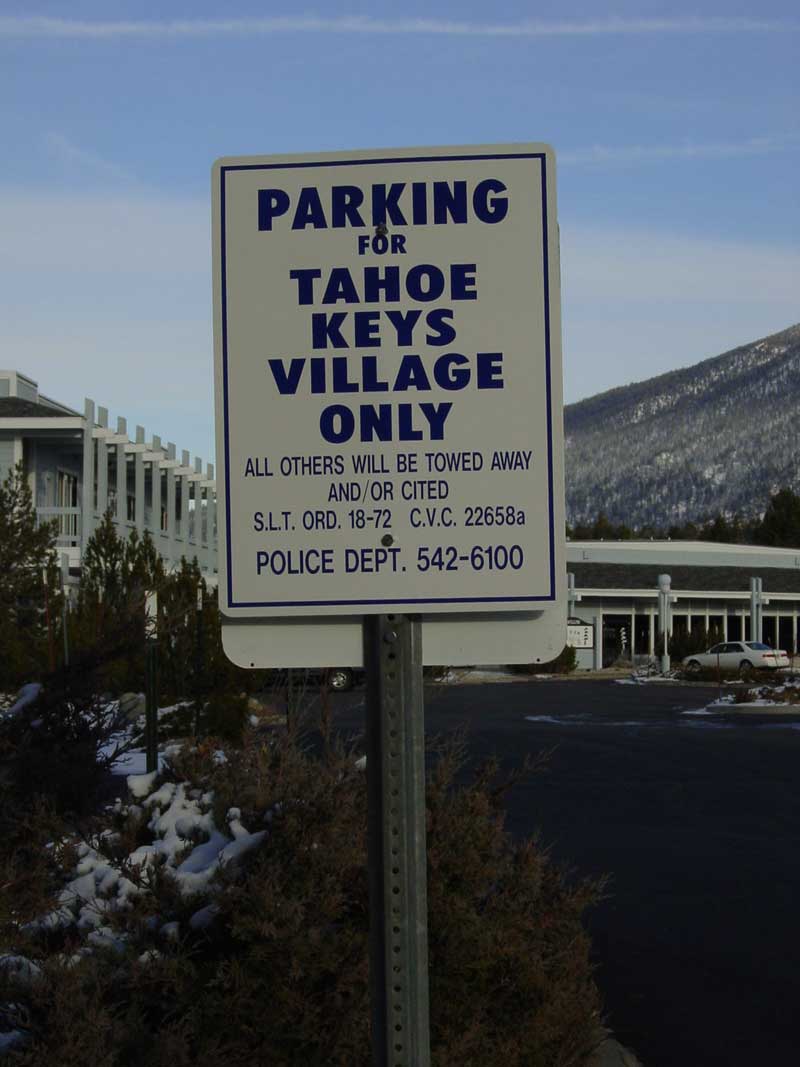 PARKING
FOR
TAHOE
KEYS
VILLAGE
ONLY
ALL OTHERS WILL BE TOWED AWAY
AND/OR CITED
S.L.T. ORD. 18-72 C.V.C. 22658a
POLICE DEPT. 542-6100